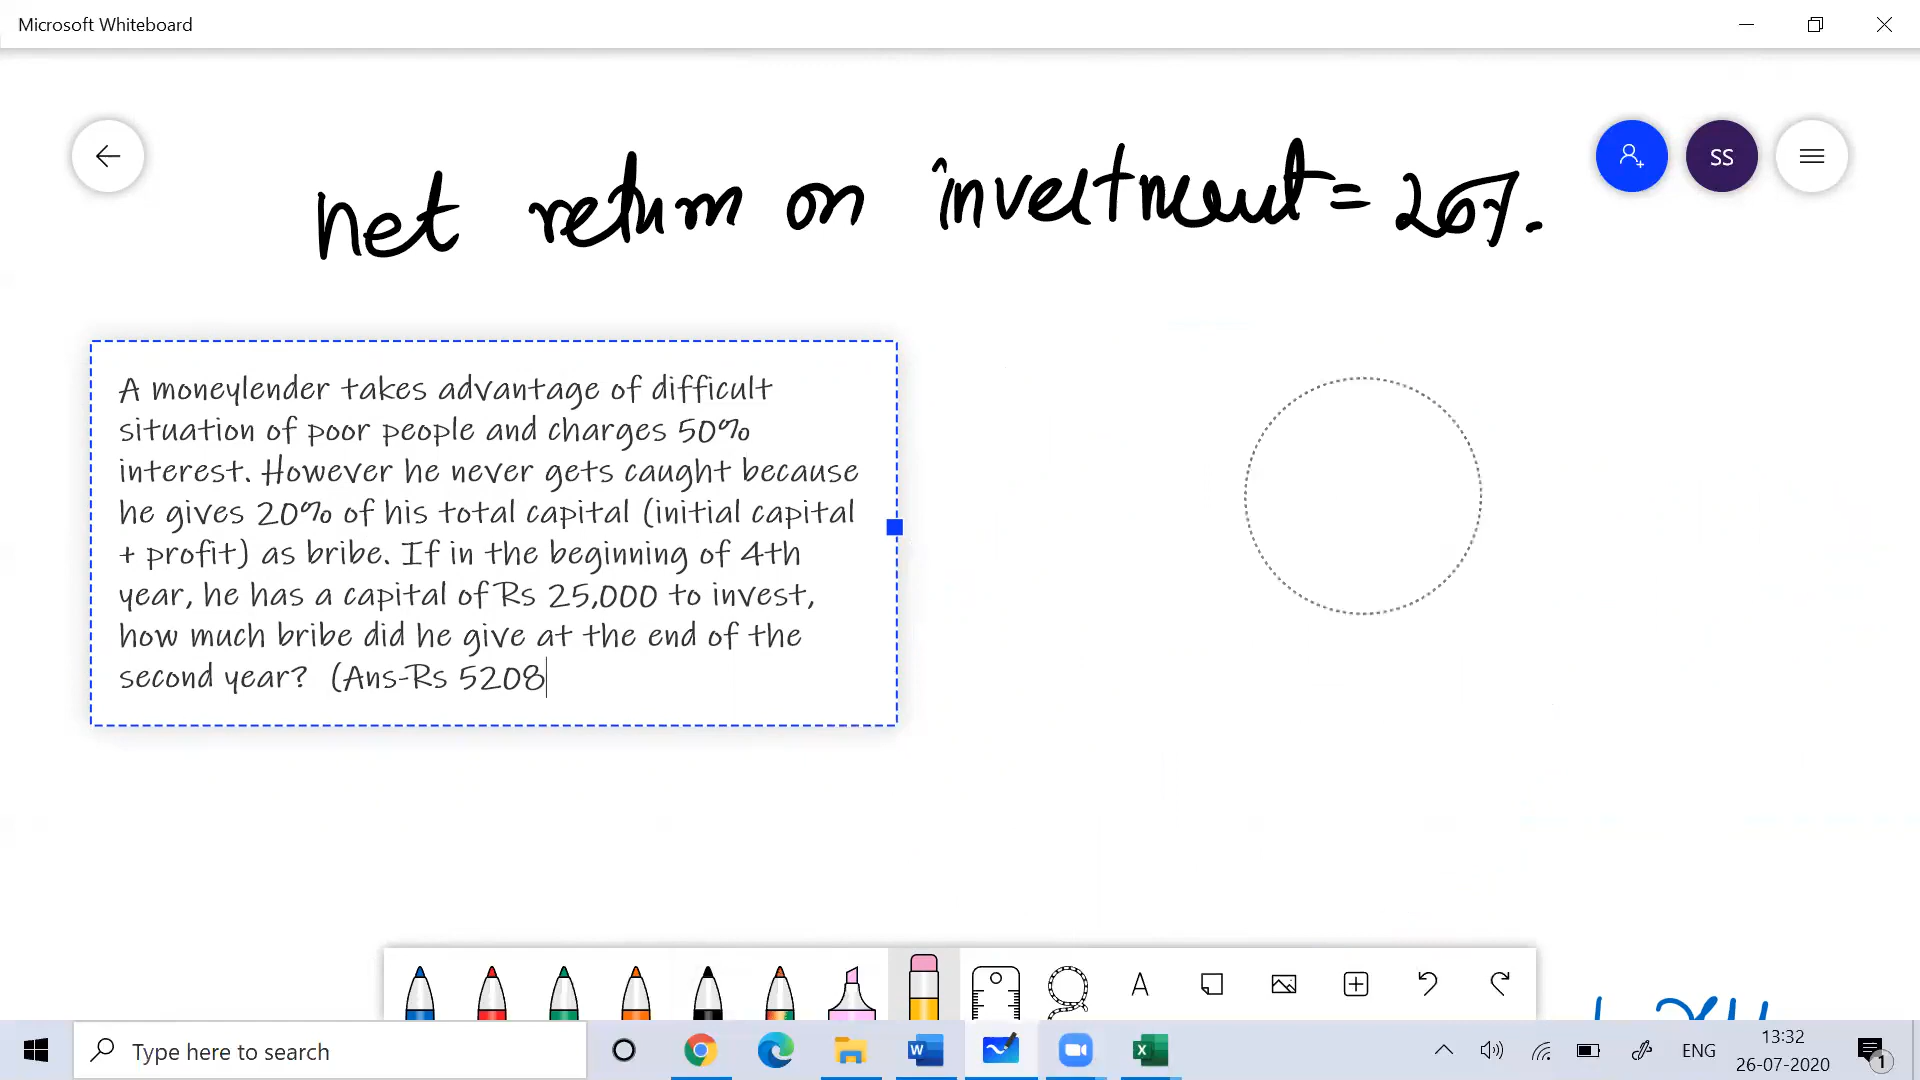 Microsoft Whiteboard
net return on investment = 26%.
SS
A moneylender takes advantage of difficult
situation of poor people and charges 50%
interest. However he never gets caught because
he gives 20% of his total capital (initial capital
+ profit) as bribe. If in the beginning of 4th
year, he has a capital of Rs 25,000 to invest,
how much bribe did he give at the end of the
second year?  (Ans-Rs 5208
A
Type here to search
W
X
ENG
13:32
26-07-2020
1